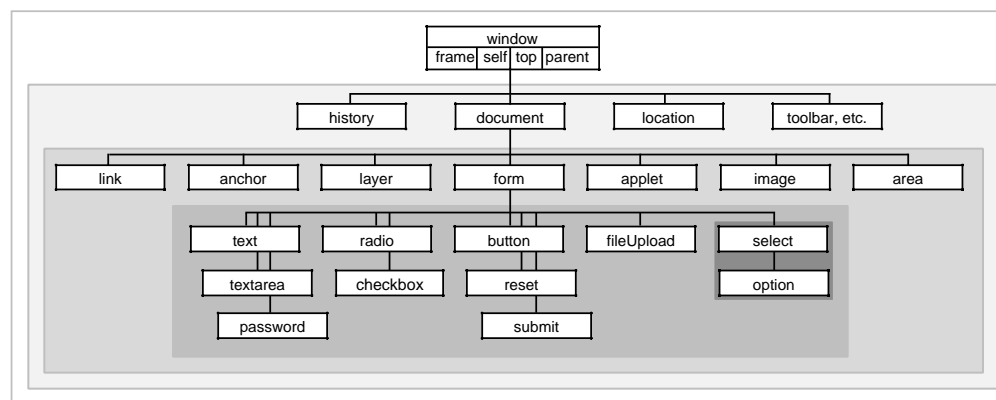 window
frame self top parent
history document location toolbar, etc.
link anchor layer form applet image area
text radio button fileUpload select
textarea checkbox reset option
password submit